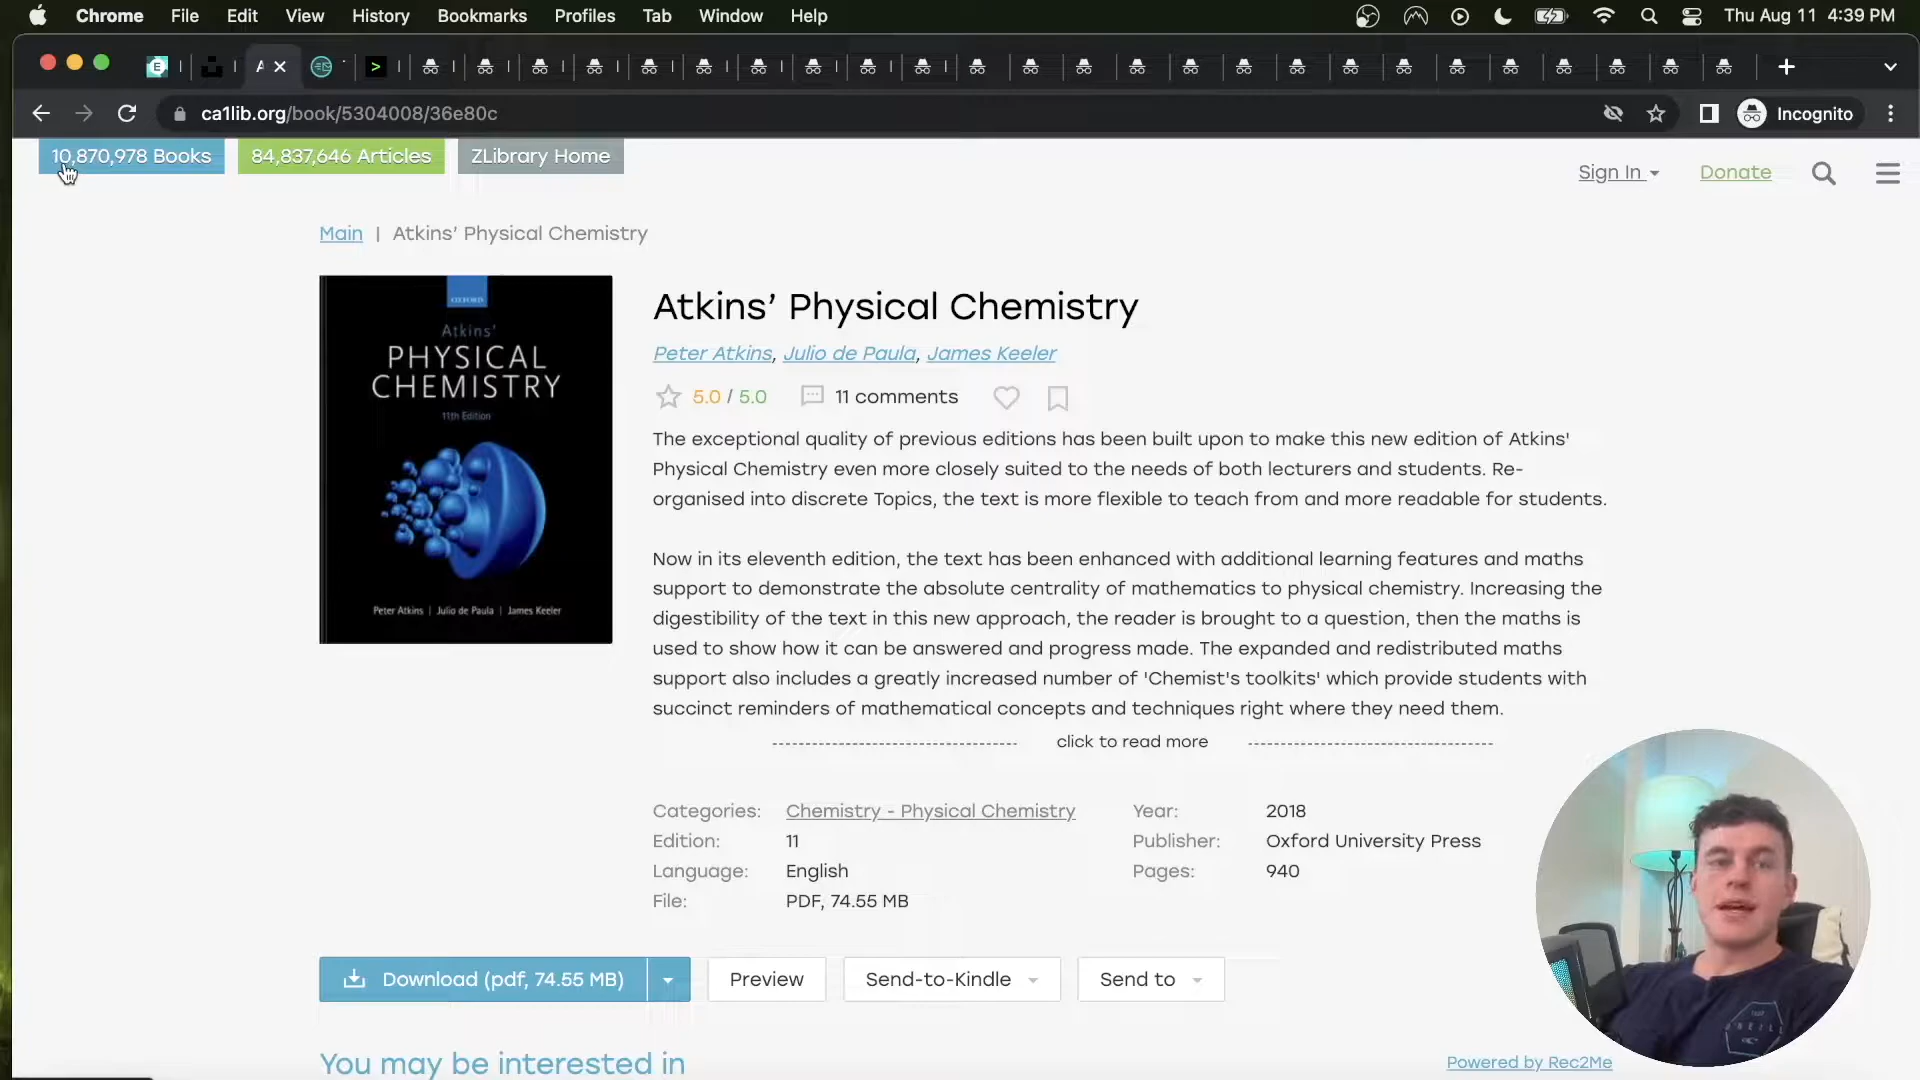 Chrome File Edit View History Bookmarks Profiles Tab Window Help Thu Aug 11 4:39 PM
ca1lib.org/book/5304008/36e80c Incognito
10,870,978 Books 84,837,646 Articles ZLibrary Home
Sign In Donate
Main | Atkins' Physical Chemistry
OXFORD
Atkins'
PHYSICAL
CHEMISTRY
11th Edition
Peter Atkins | Julio de Paula | James Keeler
Atkins' Physical Chemistry
Peter Atkins, Julio de Paula, James Keeler
5.0 / 5.0 11 comments
The exceptional quality of previous editions has been built upon to make this new edition of Atkins'
Physical Chemistry even more closely suited to the needs of both lecturers and students. Re-
organised into discrete Topics, the text is more flexible to teach from and more readable for students.
Now in its eleventh edition, the text has been enhanced with additional learning features and maths
support to demonstrate the absolute centrality of mathematics to physical chemistry. Increasing the
digestibility of the text in this new approach, the reader is brought to a question, then the maths is
used to show how it can be answered and progress made. The expanded and redistributed maths
support also includes a greatly increased number of 'Chemist's toolkits' which provide students with
succinct reminders of mathematical concepts and techniques right where they need them.
click to read more
Categories: Chemistry - Physical Chemistry Year: 2018
Edition: 11 Publisher: Oxford University Press
Language: English Pages: 940
File: PDF, 74.55 MB
Download (pdf, 74.55 MB) Preview Send-to-Kindle Send to
You may be interested in Powered by Rec2Me